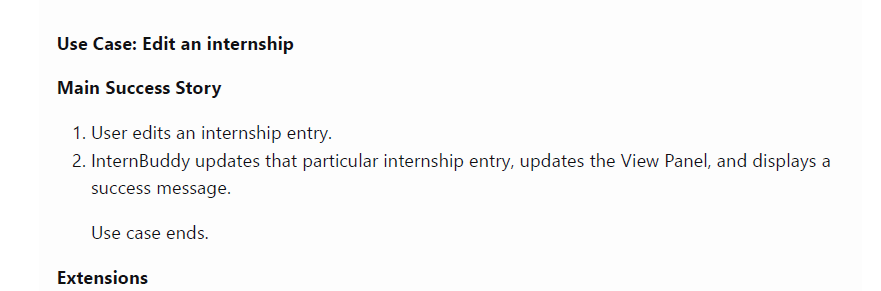 Use Case: Edit an internship
Main Success Story
1. User edits an internship entry.
2. InternBuddy updates that particular internship entry, updates the View Panel, and displays a
success message.
Use case ends.
Extensions